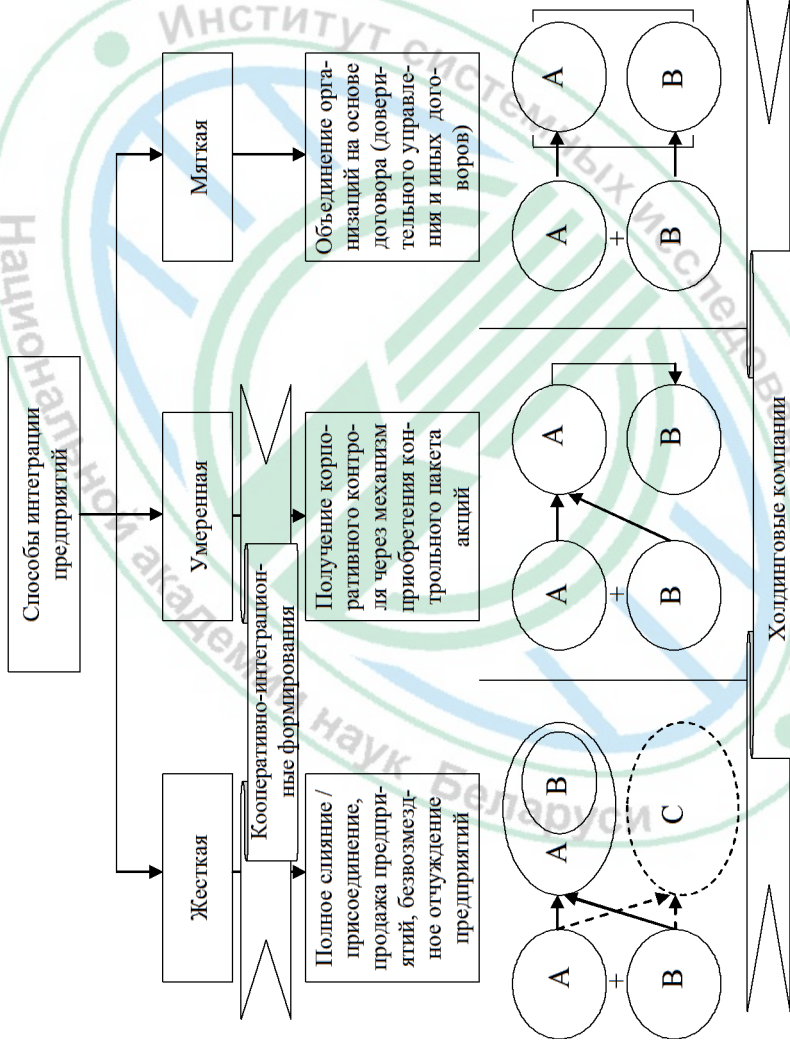 Способы интеграции
предприятий
Жесткая
Умеренная
Мягкая
Кооперативно-интеграцион-
ные формирования
Полное слияние /
присоединение,
продажа предпри-
ятий, безвозмезд-
ное отчуждение
предприятий
Получение корпо-
ративного контро-
ля через механизм
приобретения кон-
трольного пакета
акций
Объединение орга-
низаций на основе
договора (довери-
тельного управле-
ния и иных дого-
воров)
A
+
B
A B
C
A
+
B
A
B
A
+
B
A
B
Холдинговые компании
Институт системных исследова
Национальной академии наук Беларуси